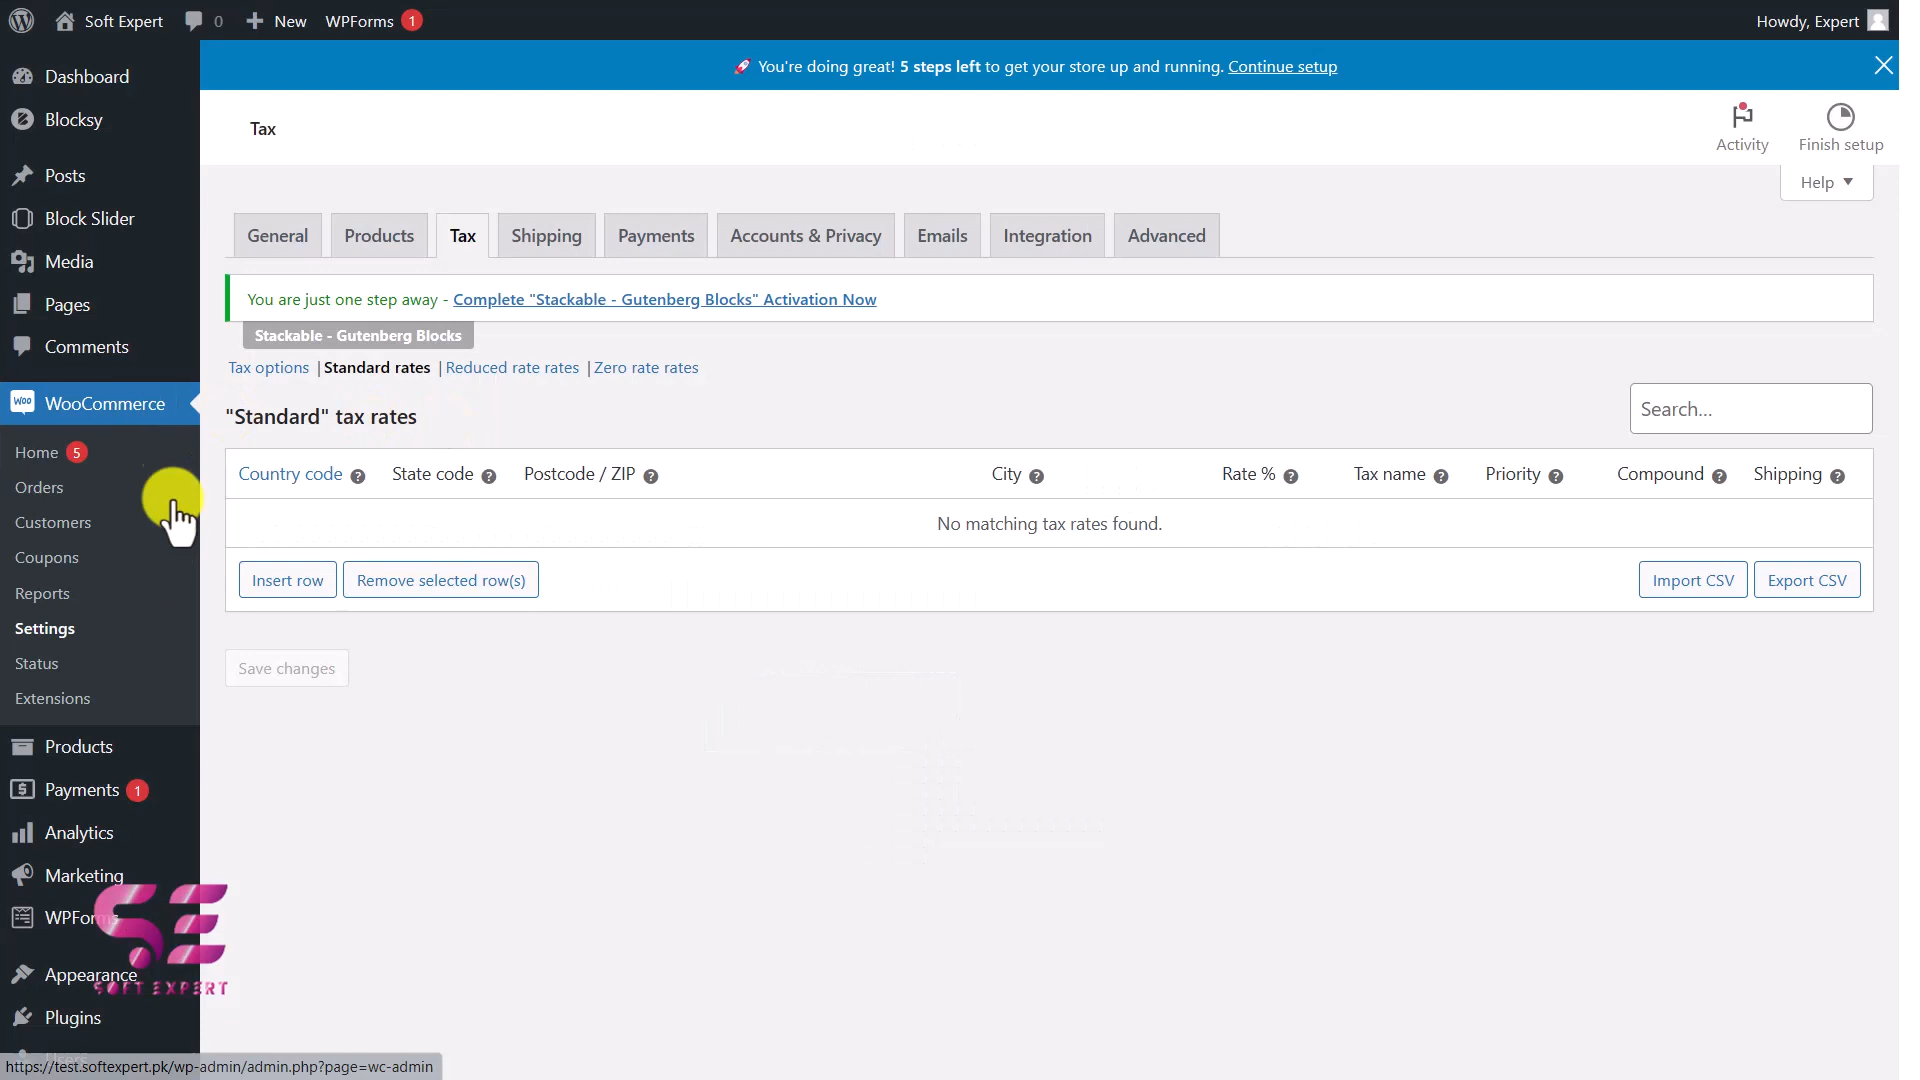 Soft Expert
0
New
WPForms 1
Howdy, Expert
🚀 You're doing great! 5 steps left to get your store up and running. Continue setup
Dashboard
Blocksy
Posts
Block Slider
Media
Pages
Comments
WooCommerce
Home 5
Orders
Customers
Coupons
Reports
Settings
Status
Extensions
Products
Payments 1
Analytics
Marketing
WPForms
Appearance
Plugins
Users
Tax
Activity
Finish setup
Help
General
Products
Tax
Shipping
Payments
Accounts & Privacy
Emails
Integration
Advanced
You are just one step away - Complete "Stackable - Gutenberg Blocks" Activation Now
Stackable - Gutenberg Blocks
Tax options | Standard rates | Reduced rate rates | Zero rate rates
"Standard" tax rates
Search...
Country code ? State code ? Postcode / ZIP ? City ? Rate % ? Tax name ? Priority ? Compound ? Shipping ?
No matching tax rates found.
Insert row
Remove selected row(s)
Import CSV
Export CSV
Save changes
SE
SOFT EXPERT
https://test.softexpert.pk/wp-admin/admin.php?page=wc-admin